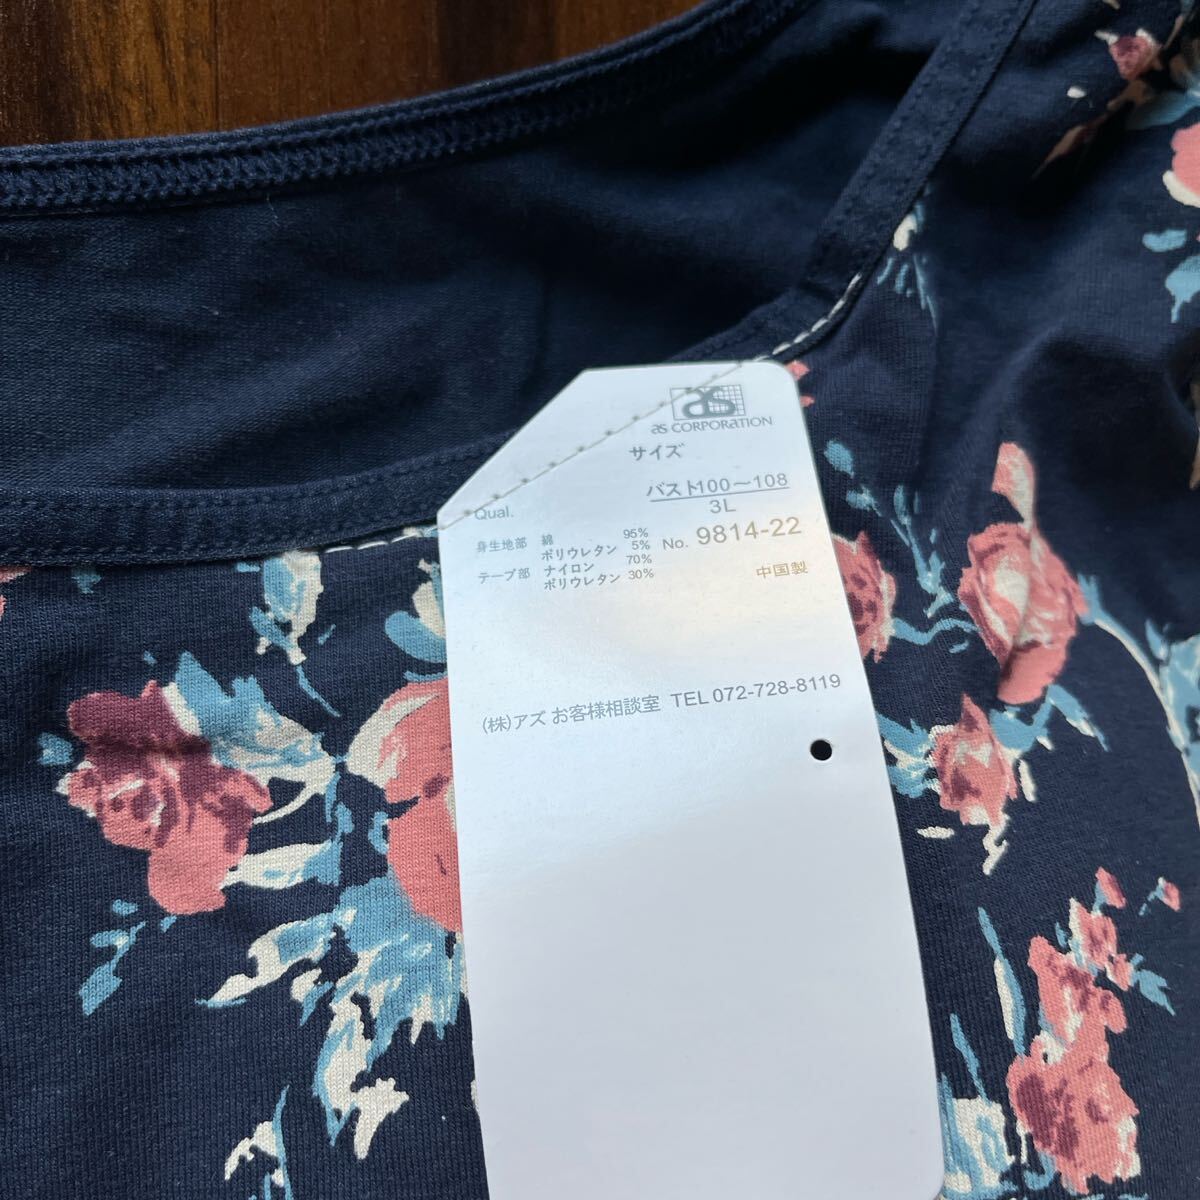 as
as CORPORATION
サイズ
バスト100～108
3L
Qual.
身生地部 綿 95%
ポリウレタン 5%
テープ部 ナイロン 70%
ポリウレタン 30%
No. 9814-22
中国製
(株)アズ お客様相談室 TEL 072-728-8119